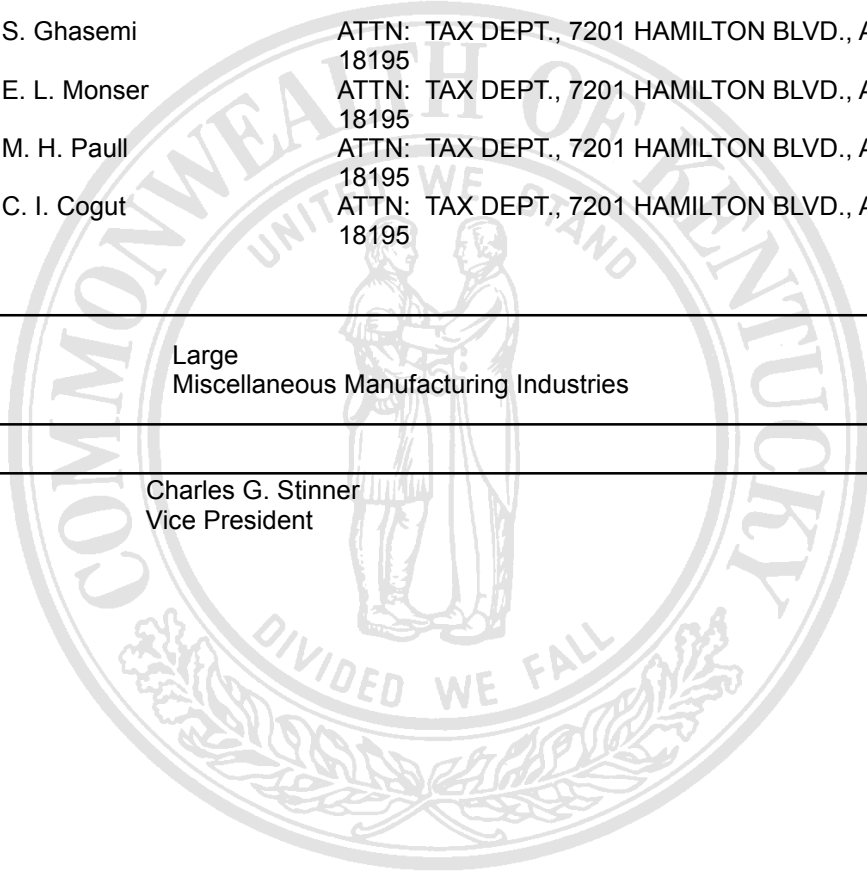 S. Ghasemi ATTN: TAX DEPT., 7201 HAMILTON BLVD., A
18195
E. L. Monser ATTN: TAX DEPT., 7201 HAMILTON BLVD., A
18195
M. H. Paull ATTN: TAX DEPT., 7201 HAMILTON BLVD., A
18195
C. I. Cogut ATTN: TAX DEPT., 7201 HAMILTON BLVD., A
18195
Large
Miscellaneous Manufacturing Industries
Charles G. Stinner
Vice President
COMMONWEALTH OF KENTUCKY
UNITED WE STAND
DIVIDED WE FALL